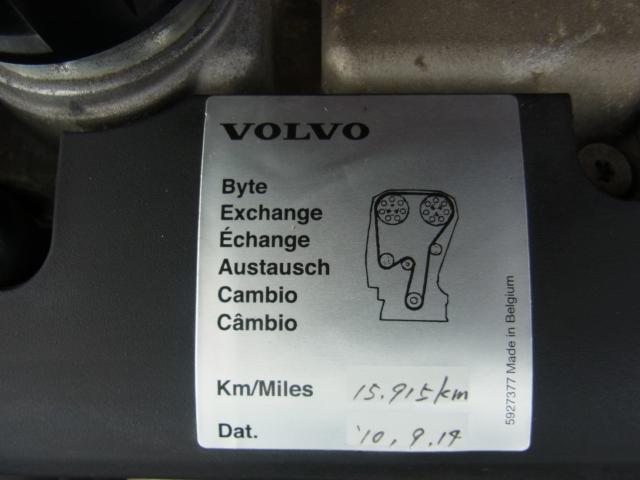 VOLVO
Byte
Exchange
Échange
Austausch
Cambio
Câmbio
Km/Miles 15.915km
Dat. '10, 9.14
5927377 Made in Belgium